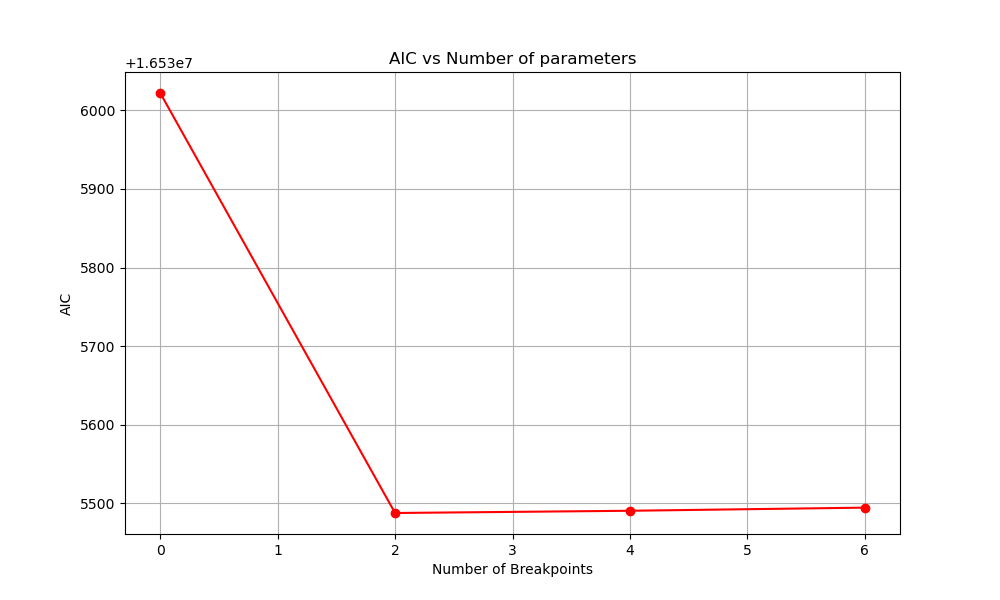 AIC vs Number of parameters
+1.653e7
6000
5900
5800
5700
5600
5500
AIC
0 1 2 3 4 5 6
Number of Breakpoints